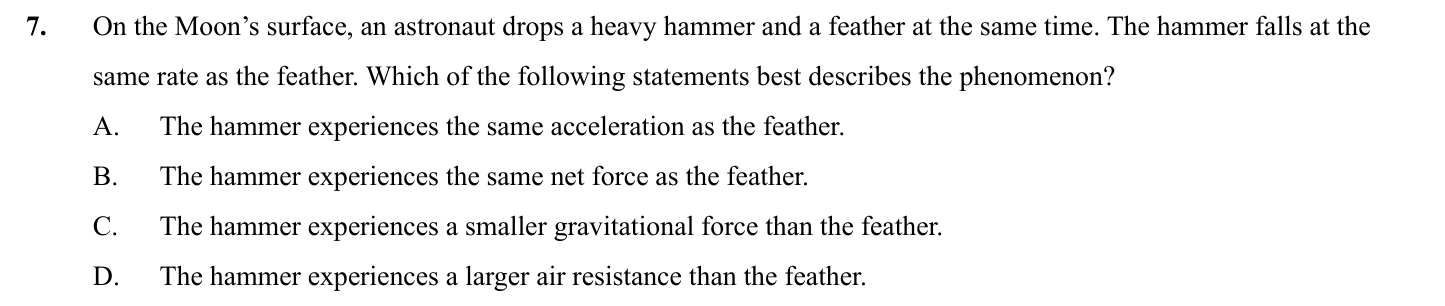 7. On the Moon’s surface, an astronaut drops a heavy hammer and a feather at the same time. The hammer falls at the
same rate as the feather. Which of the following statements best describes the phenomenon?
A. The hammer experiences the same acceleration as the feather.
B. The hammer experiences the same net force as the feather.
C. The hammer experiences a smaller gravitational force than the feather.
D. The hammer experiences a larger air resistance than the feather.